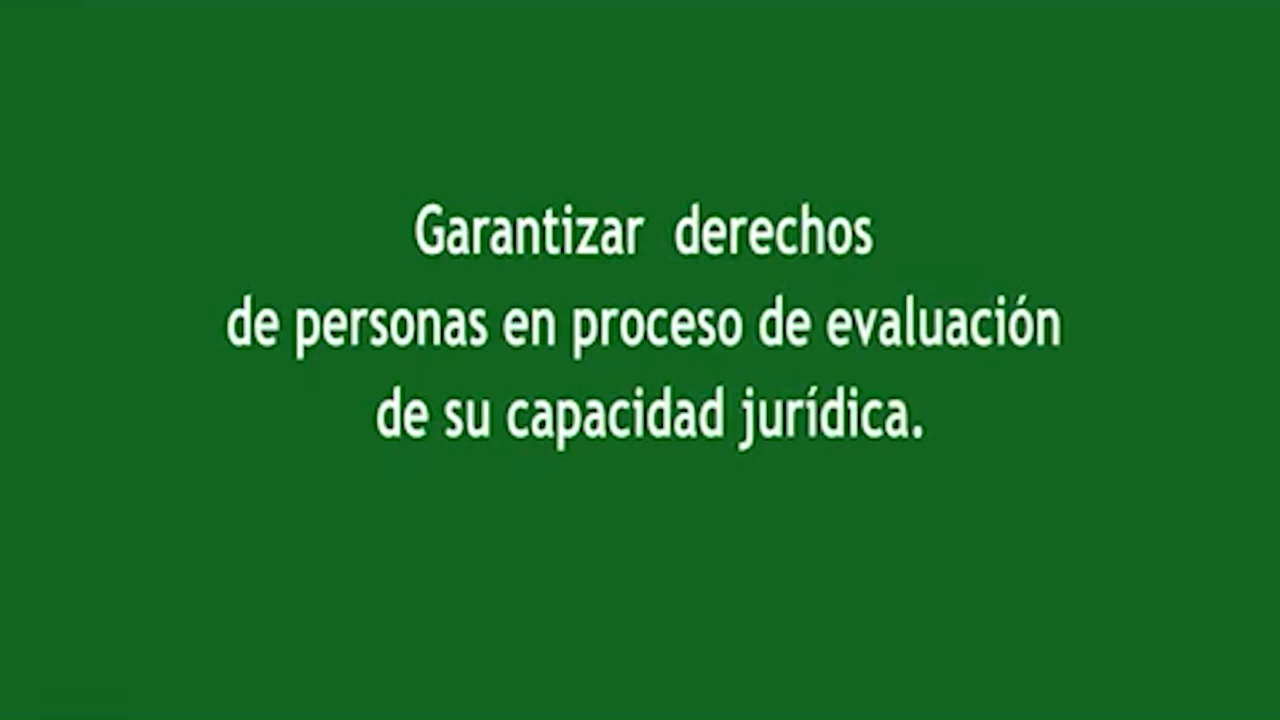 Garantizar derechos
de personas en proceso de evaluación
de su capacidad jurídica.